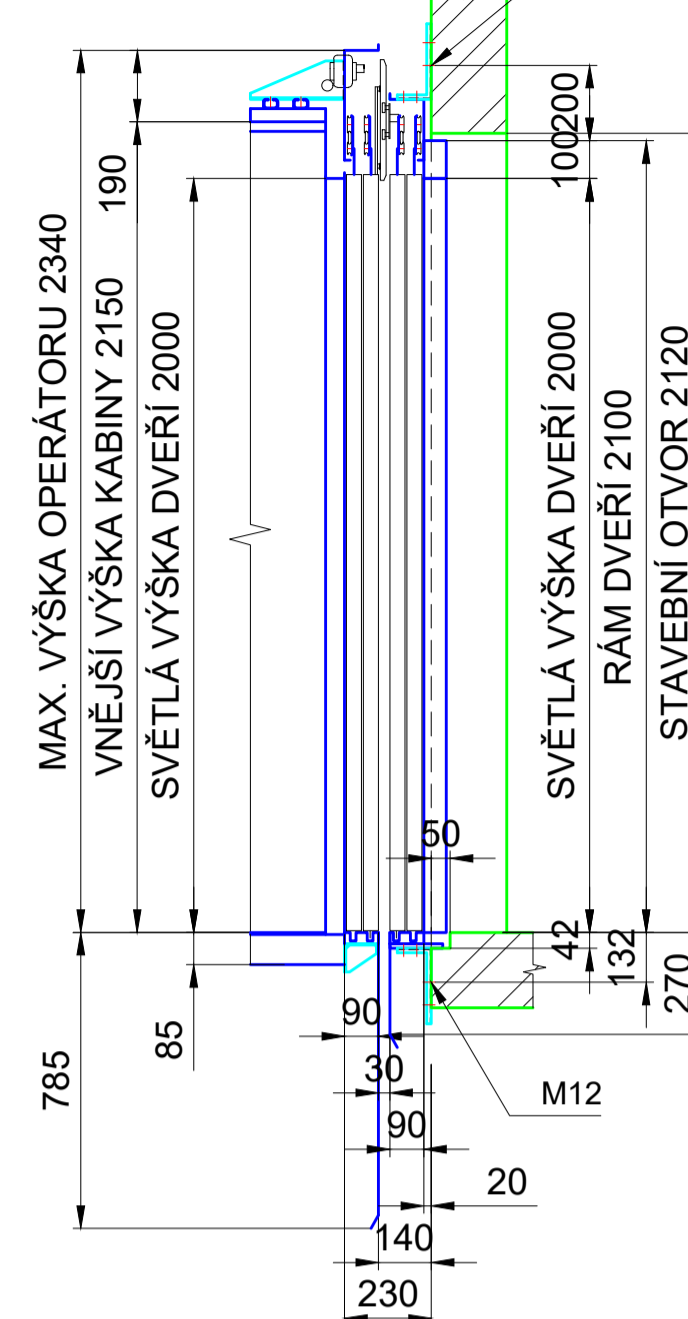 MAX. VÝŠKA OPERÁTORU 2340
VNĚJŠÍ VÝŠKA KABINY 2150
190
SVĚTLÁ VÝŠKA DVEŘÍ 2000
200
100
SVĚTLÁ VÝŠKA DVEŘÍ 2000
RÁM DVEŘÍ 2100
STAVEBNÍ OTVOR 2120
50
42
132
270
785
85
90
30
90
M12
20
140
230